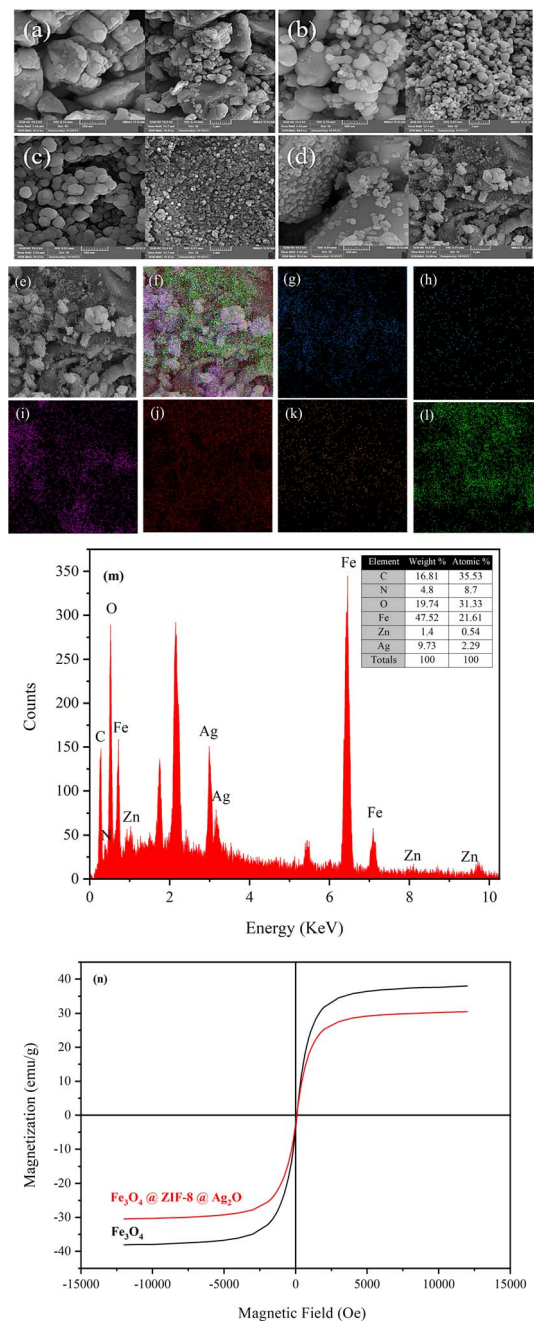 (a)
(b)
(c)
(d)
(e)
(f)
(g)
(h)
(i)
(j)
(k)
(l)
(m)
Element Weight % Atomic %
C 16.81 35.53
N 4.8 8.7
O 19.74 31.33
Fe 47.52 21.61
Zn 1.4 0.54
Ag 9.73 2.29
Totals 100 100
Fe
O
Fe
C
N
Zn
Ag
Ag
Fe
Zn
Zn
350
300
250
200
150
100
50
0
Counts
0 2 4 6 8 10
Energy (KeV)
(n)
40
30
20
10
0
-10
-20
-30
-40
Magnetization (emu/g)
Fe₃O₄ @ ZIF-8 @ Ag₂O
Fe₃O₄
-15000 -10000 -5000 0 5000 10000 15000
Magnetic Field (Oe)